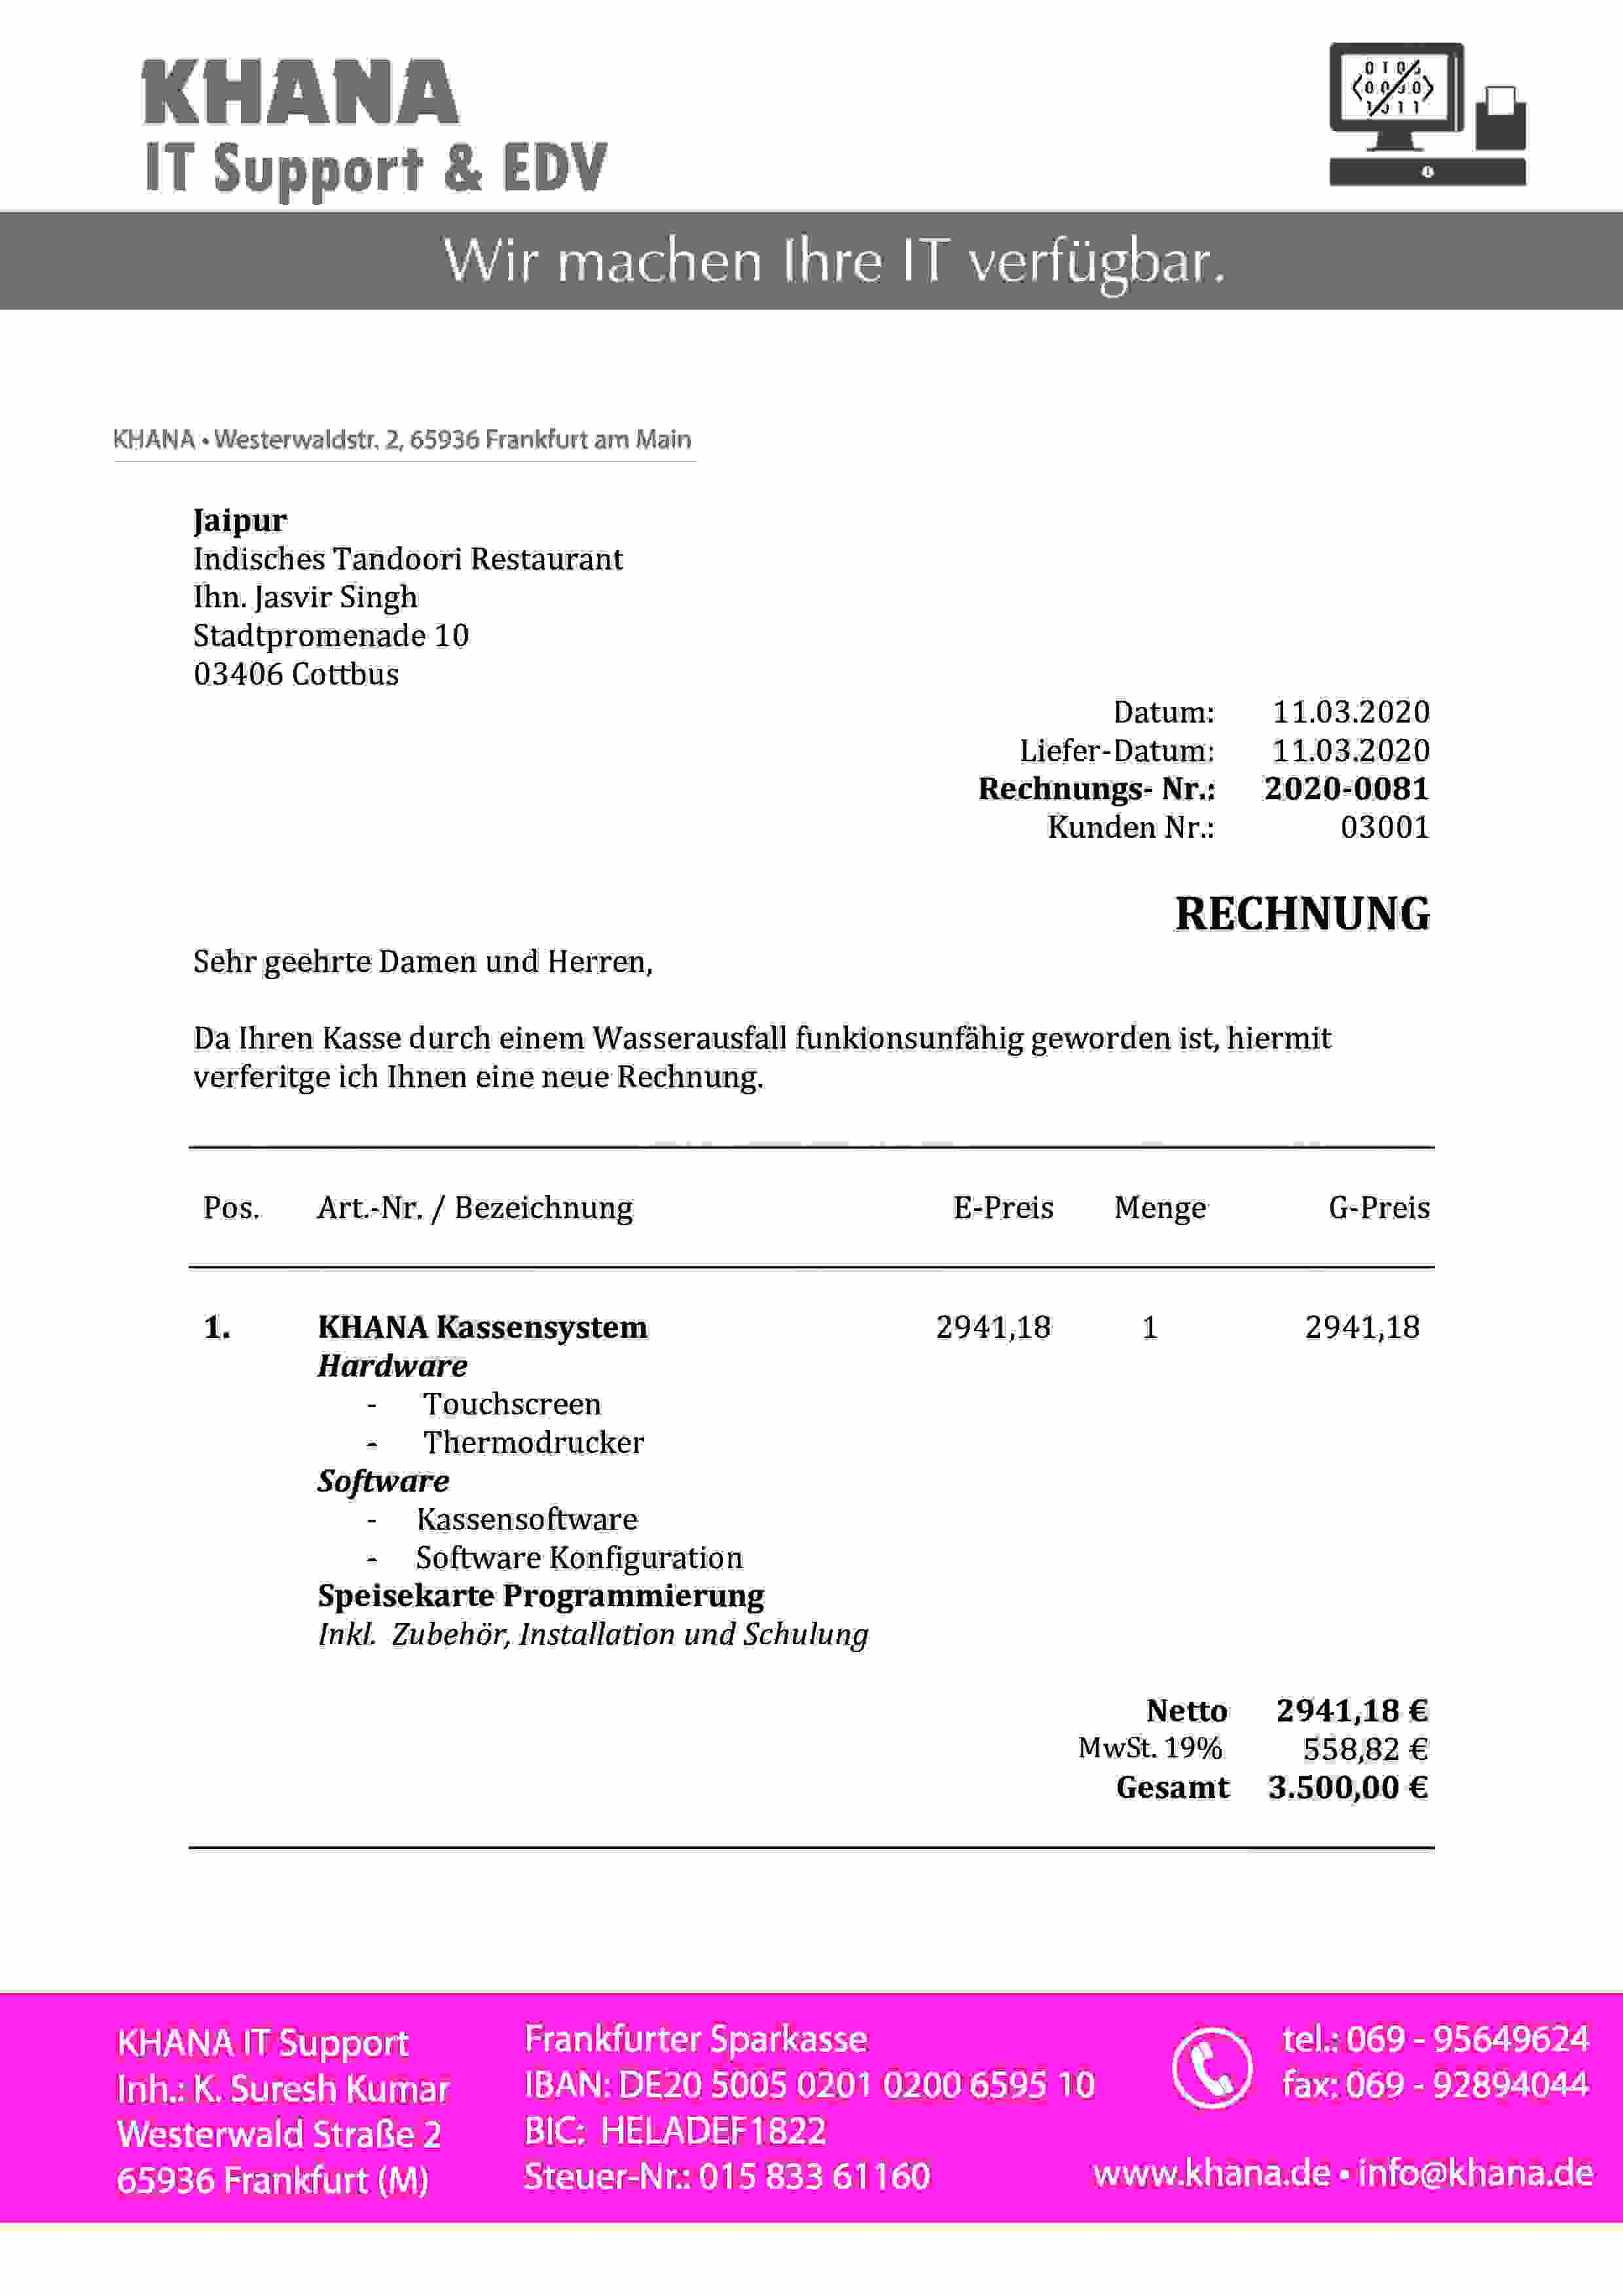 KHANA
IT Support & EDV
Wir machen Ihre IT verfügbar.
KHANA • Westerwaldstr. 2, 65936 Frankfurt am Main
Jaipur
Indisches Tandoori Restaurant
Ihn. Jasvir Singh
Stadtpromenade 10
03406 Cottbus
Datum: 11.03.2020
Liefer-Datum: 11.03.2020
Rechnungs- Nr.: 2020-0081
Kunden Nr.: 03001
RECHNUNG
Sehr geehrte Damen und Herren,
Da Ihren Kasse durch einem Wasserausfall funkionsunfähig geworden ist, hiermit
verferitge ich Ihnen eine neue Rechnung.
Pos. Art.-Nr. / Bezeichnung E-Preis Menge G-Preis
1. KHANA Kassensystem 2941,18 1 2941,18
Hardware
- Touchscreen
- Thermodrucker
Software
- Kassensoftware
- Software Konfiguration
Speisekarte Programmierung
Inkl. Zubehör, Installation und Schulung
Netto 2941,18 €
MwSt. 19% 558,82 €
Gesamt 3.500,00 €
KHANA IT Support
Inh.: K. Suresh Kumar
Westerwald Straße 2
65936 Frankfurt (M)
Frankfurter Sparkasse
IBAN: DE20 5005 0201 0200 6595 10
BIC: HELADEF1822
Steuer-Nr.: 015 833 61160
tel.: 069 - 95649624
fax: 069 - 92894044
www.khana.de • info@khana.de